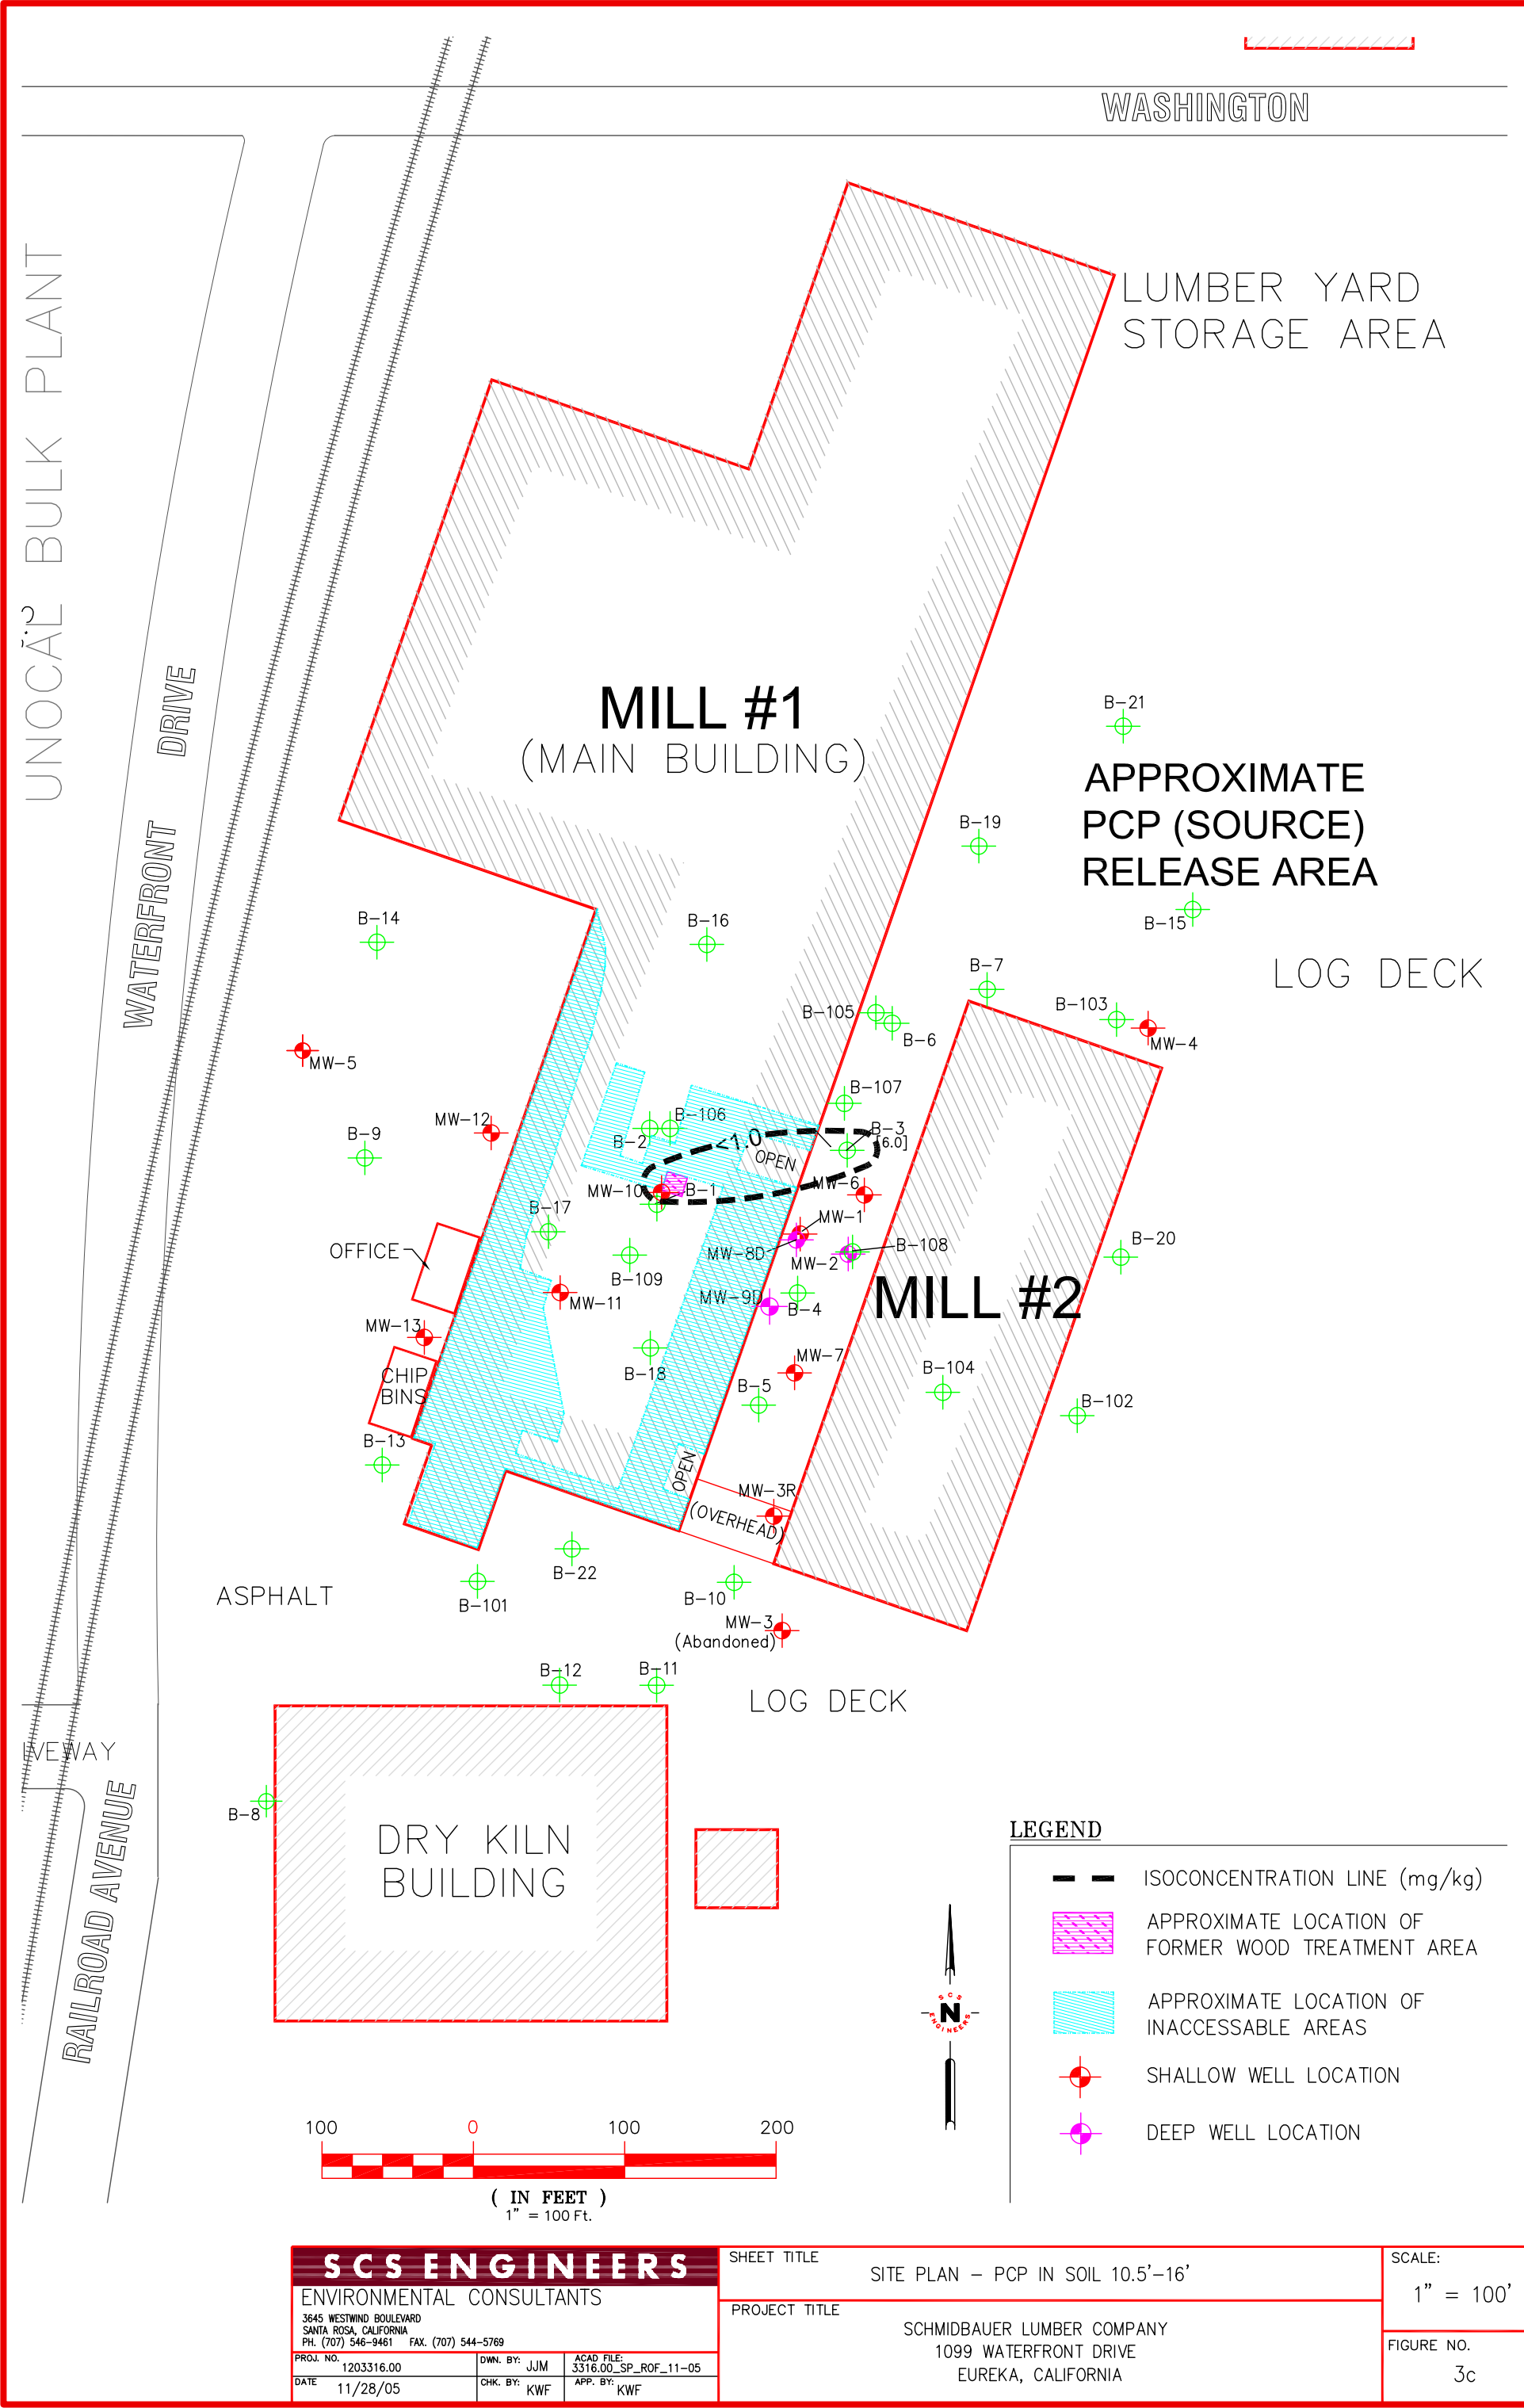 WASHINGTON
LUMBER YARD
STORAGE AREA
UNOCAL BULK PLANT
WATERFRONT DRIVE
MILL #1
(MAIN BUILDING)
B-21
APPROXIMATE
PCP (SOURCE)
RELEASE AREA
B-19
B-15
B-14
B-16
LOG DECK
B-7
B-105
B-6
B-103
MW-4
MW-5
B-107
MW-12
B-106
B-2
<1.0
B-3
[6.0]
B-9
OPEN
MW-10
B-1
MW-6
B-17
MW-1
OFFICE
MW-8D
B-108
MW-2
B-20
B-109
MW-11
MW-9D
B-4
MILL #2
MW-13
CHIP
BINS
B-18
MW-7
B-5
B-104
B-102
B-13
OPEN
MW-3R
(OVERHEAD)
B-22
ASPHALT
B-101
B-10
MW-3
(Abandoned)
B-12
B-11
LOG DECK
IVEWAY
B-8
RAILROAD AVENUE
DRY KILN
BUILDING
LEGEND
ISOCONCENTRATION LINE (mg/kg)
APPROXIMATE LOCATION OF
FORMER WOOD TREATMENT AREA
APPROXIMATE LOCATION OF
INACCESSABLE AREAS
SHALLOW WELL LOCATION
DEEP WELL LOCATION
SCS
N
ENGINEERS
100 0 100 200
( IN FEET )
1" = 100 Ft.
SCS ENGINEERS
ENVIRONMENTAL CONSULTANTS
3645 WESTWIND BOULEVARD
SANTA ROSA, CALIFORNIA
PH. (707) 546-9461 FAX. (707) 544-5769
PROJ. NO. 1203316.00
DWN. BY: JJM
ACAD FILE: 3316.00_SP_ROF_11-05
DATE 11/28/05
CHK. BY: KWF
APP. BY: KWF
SHEET TITLE
SITE PLAN - PCP IN SOIL 10.5'-16'
PROJECT TITLE
SCHMIDBAUER LUMBER COMPANY
1099 WATERFRONT DRIVE
EUREKA, CALIFORNIA
SCALE:
1" = 100'
FIGURE NO.
3c